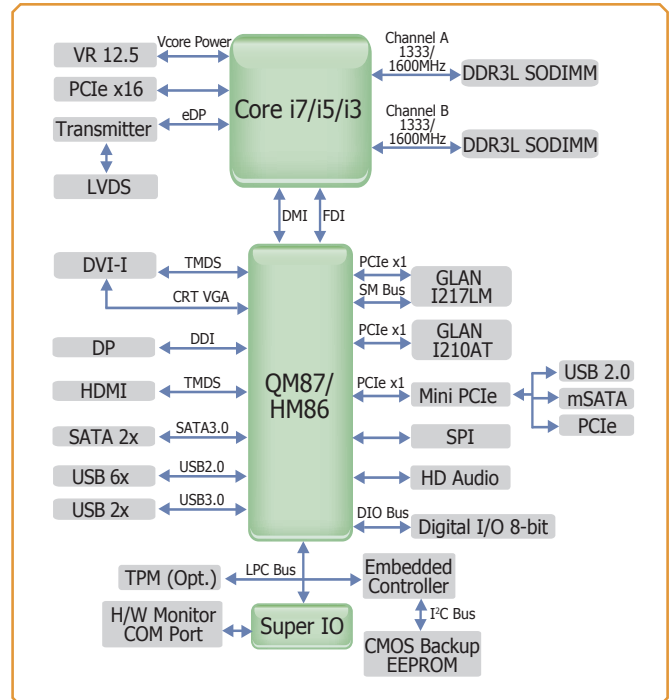 VR 12.5
Vcore Power
PCIe x16
Transmitter
eDP
LVDS
Core i7/i5/i3
Channel A
1333/
1600MHz
DDR3L SODIMM
Channel B
1333/
1600MHz
DDR3L SODIMM
DMI
FDI
DVI-I
TMDS
CRT VGA
DP
DDI
HDMI
TMDS
SATA 2x
SATA3.0
USB 6x
USB2.0
USB 2x
USB3.0
QM87/
HM86
PCIe x1
SM Bus
GLAN
I217LM
PCIe x1
GLAN
I210AT
PCIe x1
Mini PCIe
USB 2.0
mSATA
PCIe
SPI
HD Audio
DIO Bus
Digital I/O 8-bit
TPM (Opt.)
LPC Bus
Embedded
Controller
H/W Monitor
COM Port
Super IO
I²C Bus
CMOS Backup
EEPROM